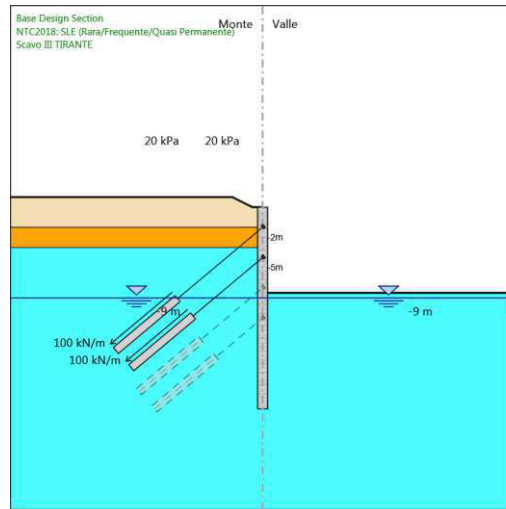 Base Design Section
NTC2018: SLE (Rara/Frequente/Quasi Permanente)
Scavo III TIRANTE
Monte Valle
20 kPa 20 kPa
-2m
-5m
-9 m -9 m
100 kN/m
100 kN/m